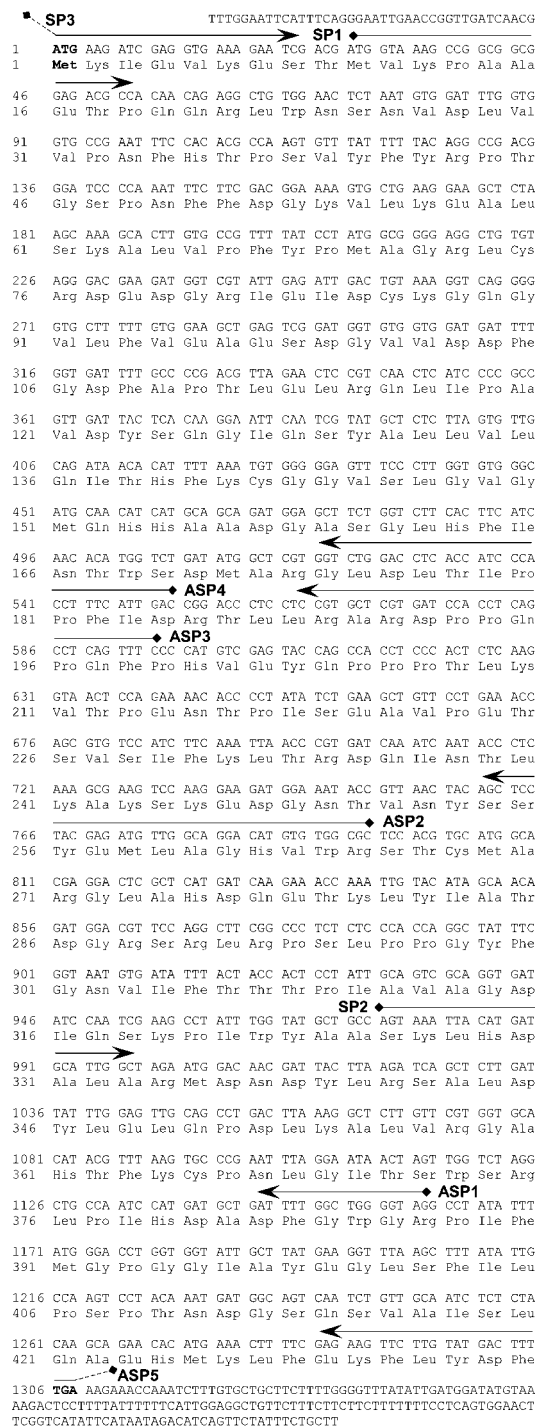 SP3
TTTGGAATTCATTTCAGGGAATTGAACCGGTTGATCAACG
SP1
1 ATG AAG ATC GAG GTG AAA GAA TCG ACG ATG GTA AAG CCG GCG GCG
1 Met Lys Ile Glu Val Lys Glu Ser Thr Met Val Lys Pro Ala Ala
46 GAG ACG CCA CAA CAG AGG CTG TGG AAC TCT AAT GTG GAT TTG GTG
16 Glu Thr Pro Gln Gln Arg Leu Trp Asn Ser Asn Val Asp Leu Val
91 GTG CCG AAT TTC CAC ACG CCA AGT GTT TAT TTT TAC AGG CCG ACG
31 Val Pro Asn Phe His Thr Pro Ser Val Tyr Phe Tyr Arg Pro Thr
136 GGA TCC CCA AAT TTC TTC GAC GGA AAA GTG CTG AAG GAA GCT CTA
46 Gly Ser Pro Asn Phe Phe Asp Gly Lys Val Leu Lys Glu Ala Leu
181 AGC AAA GCA CTT GTG CCG TTT TAT CCT ATG GCG GGG AGG CTG TGT
61 Ser Lys Ala Leu Val Pro Phe Tyr Pro Met Ala Gly Arg Leu Cys
226 AGG GAC GAA GAT GGT CGT ATT GAG ATT GAC TGT AAA GGT CAG GGG
76 Arg Asp Glu Asp Gly Arg Ile Glu Ile Asp Cys Lys Gly Gln Gly
271 GTG CTT TTT GTG GAA GCT GAG TCG GAT GGT GTG GTG GAT GAT TTT
91 Val Leu Phe Val Glu Ala Glu Ser Asp Gly Val Val Asp Asp Phe
316 GGT GAT TTT GCC CCG ACG TTA GAA CTC CGT CAA CTC ATC CCC GCC
106 Gly Asp Phe Ala Pro Thr Leu Glu Leu Arg Gln Leu Ile Pro Ala
361 GTT GAT TAC TCA CAA GGA ATT CAA TCG TAT GCT CTC TTA GTG TTG
121 Val Asp Tyr Ser Gln Gly Ile Gln Ser Tyr Ala Leu Leu Val Leu
406 CAG ATA ACA CAT TTT AAA TGT GGG GGA GTT TCC CTT GGT GTG GGC
136 Gln Ile Thr His Phe Lys Cys Gly Gly Val Ser Leu Gly Val Gly
451 ATG CAA CAT CAT GCA GCA GAT GGA GCT TCT GGT CTT CAC TTC ATC
151 Met Gln His His Ala Ala Asp Gly Ala Ser Gly Leu His Phe Ile
496 AAC ACA TGG TCT GAT ATG GCT CGT GGT CTG GAC CTC ACC ATC CCA
166 Asn Thr Trp Ser Asp Met Ala Arg Gly Leu Asp Leu Thr Ile Pro
ASP4
541 CCT TTC ATT GAC CGG ACC CTC CTC CGT GCT CGT GAT CCA CCT CAG
181 Pro Phe Ile Asp Arg Thr Leu Leu Arg Ala Arg Asp Pro Pro Gln
ASP3
586 CCT CAG TTT CCC CAT GTC GAG TAC CAG CCA CCT CCC ACT CTC AAG
196 Pro Gln Phe Pro His Val Glu Tyr Gln Pro Pro Pro Thr Leu Lys
631 GTA ACT CCA GAA AAC ACC CCT ATA TCT GAA GCT GTT CCT GAA ACC
211 Val Thr Pro Glu Asn Thr Pro Ile Ser Glu Ala Val Pro Glu Thr
676 AGC GTG TCC ATC TTC AAA TTA ACC CGT GAT CAA ATC AAT ACC CTC
226 Ser Val Ser Ile Phe Lys Leu Thr Arg Asp Gln Ile Asn Thr Leu
721 AAA GCG AAG TCC AAG GAA GAT GGA AAT ACC GTT AAC TAC AGC TCC
241 Lys Ala Lys Ser Lys Glu Asp Gly Asn Thr Val Asn Tyr Ser Ser
ASP2
766 TAC GAG ATG TTG GCA GGA CAT GTG TGG CGC TCC ACG TGC ATG GCA
256 Tyr Glu Met Leu Ala Gly His Val Trp Arg Ser Thr Cys Met Ala
811 CGA GGA CTC GCT CAT GAT CAA GAA ACC AAA TTG TAC ATA GCA ACA
271 Arg Gly Leu Ala His Asp Gln Glu Thr Lys Leu Tyr Ile Ala Thr
856 GAT GGA CGT TCC AGG CTT CGG CCC TCT CTC CCA CCA GGC TAT TTC
286 Asp Gly Arg Ser Arg Leu Arg Pro Ser Leu Pro Pro Gly Tyr Phe
901 GGT AAT GTG ATA TTT ACT ACC ACT CCT ATT GCA GTC GCA GGT GAT
301 Gly Asn Val Ile Phe Thr Thr Thr Pro Ile Ala Val Ala Gly Asp
SP2
946 ATC CAA TCG AAG CCT ATT TGG TAT GCT GCC AGT AAA TTA CAT GAT
316 Ile Gln Ser Lys Pro Ile Trp Tyr Ala Ala Ser Lys Leu His Asp
991 GCA TTG GCT AGA ATG GAC AAC GAT TAC TTA AGA TCA GCT CTT GAT
331 Ala Leu Ala Arg Met Asp Asn Asp Tyr Leu Arg Ser Ala Leu Asp
1036 TAT TTG GAG TTG CAG CCT GAC TTA AAG GCT CTT GTT CGT GGT GCA
346 Tyr Leu Glu Leu Gln Pro Asp Leu Lys Ala Leu Val Arg Gly Ala
1081 CAT ACG TTT AAG TGC CCG AAT TTA GGA ATA ACT AGT TGG TCT AGG
361 His Thr Phe Lys Cys Pro Asn Leu Gly Ile Thr Ser Trp Ser Arg
ASP1
1126 CTG CCA ATC CAT GAT GCT GAT TTT GGC TGG GGT AGG CCT ATA TTT
376 Leu Pro Ile His Asp Ala Asp Phe Gly Trp Gly Arg Pro Ile Phe
1171 ATG GGA CCT GGT GGT ATT GCT TAT GAA GGT TTA AGC TTT ATA TTG
391 Met Gly Pro Gly Gly Ile Ala Tyr Glu Gly Leu Ser Phe Ile Leu
1216 CCA AGT CCT ACA AAT GAT GGC AGT CAA TCT GTT GCA ATC TCT CTA
406 Pro Ser Pro Thr Asn Asp Gly Ser Gln Ser Val Ala Ile Ser Leu
1261 CAA GCA GAA CAC ATG AAA CTT TTC GAG AAG TTC TTG TAT GAC TTT
421 Gln Ala Glu His Met Lys Leu Phe Glu Lys Phe Leu Tyr Asp Phe
ASP5
1306 TGA AAGAAACCAAATCTTTGTGCTGCTTCTTTTGGGGTTTATATTGATGGATATGTAA
AAGACTCCTTTTATTTTTTCATTGGAGGCTGTTCTTTCTTCTTCTTTTTTTCCTCAGTGGTAAC
TCGGTCATATTCATAATAGACATCAGTTCTATTTCTGCTT